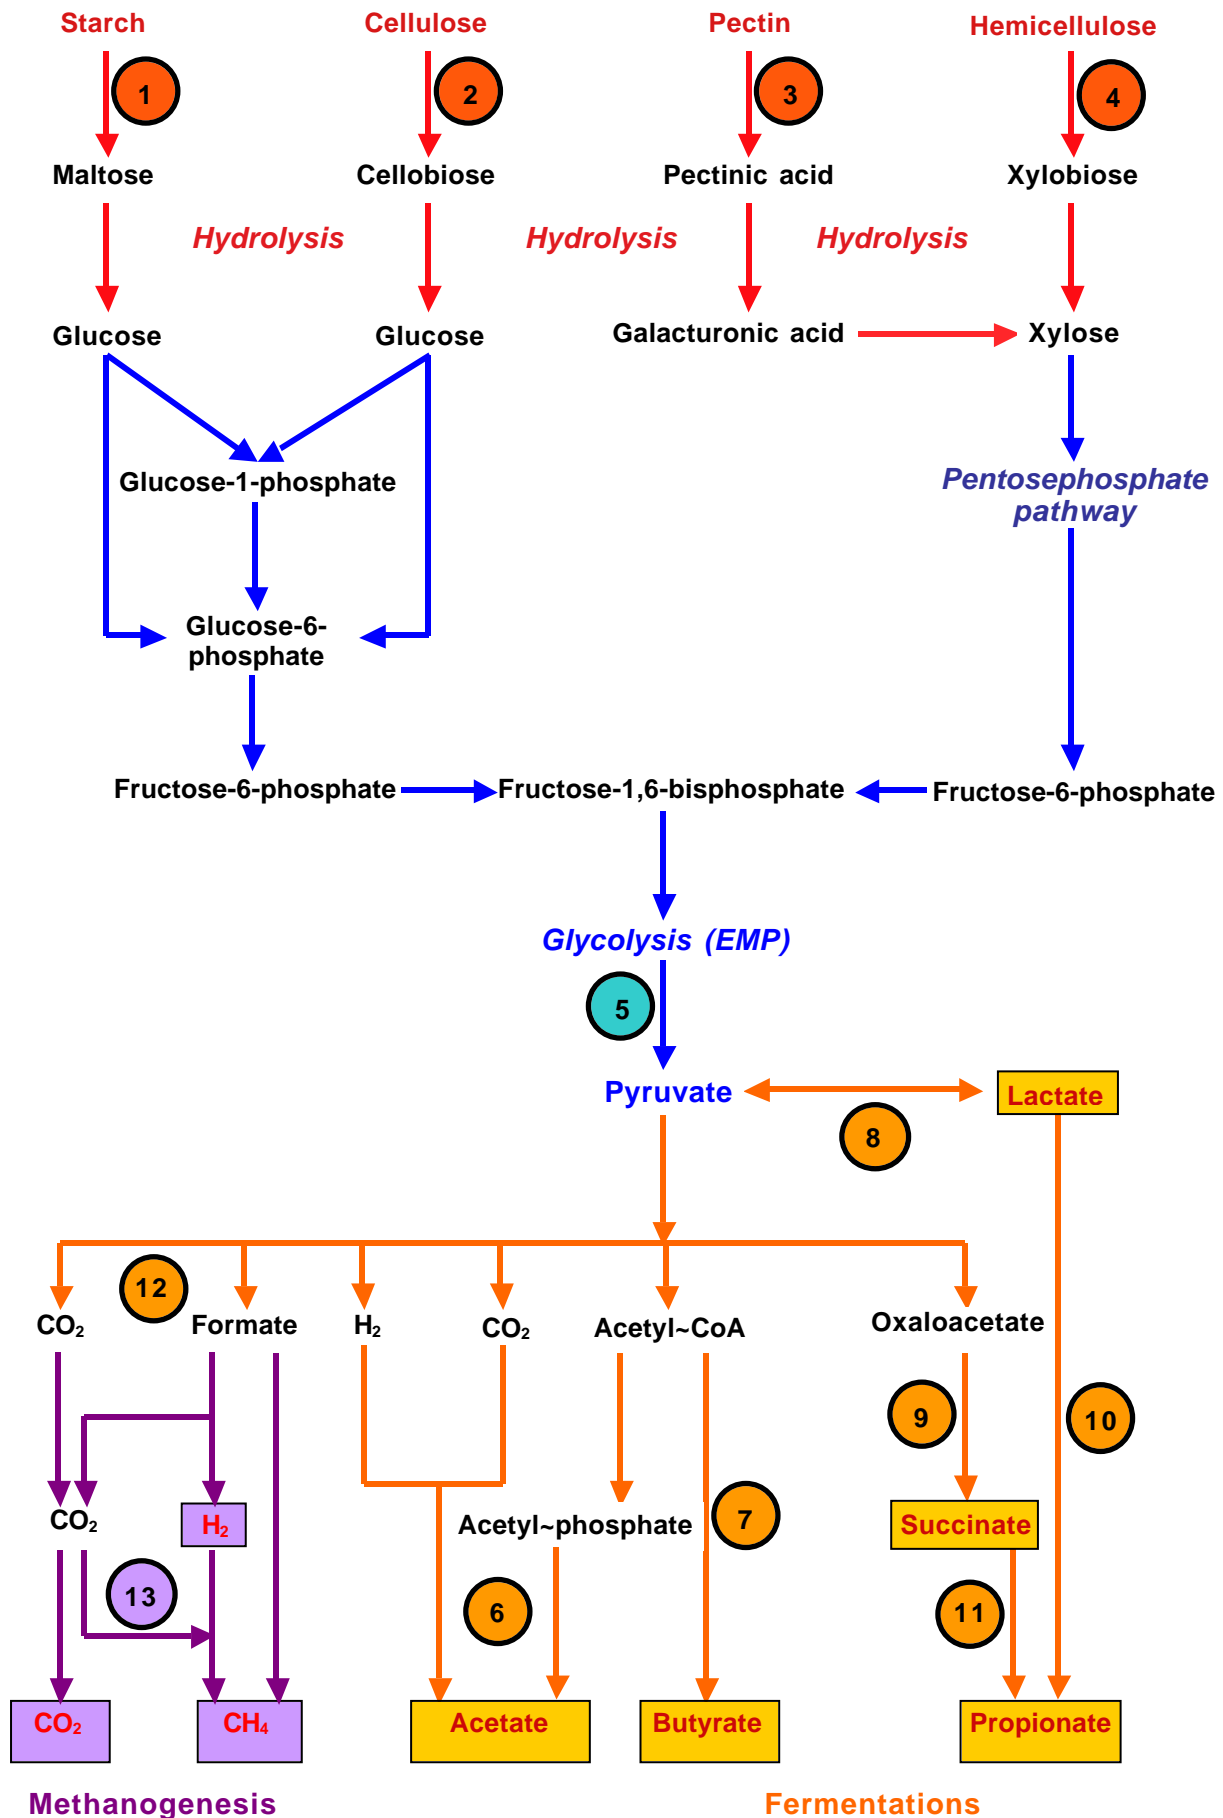 Starch Cellulose Pectin Hemicellulose
1 2 3 4
Maltose Cellobiose Pectinic acid Xylobiose
Hydrolysis Hydrolysis Hydrolysis
Glucose Glucose Galacturonic acid Xylose
Glucose-1-phosphate
Pentosephosphate
pathway
Glucose-6-
phosphate
Fructose-6-phosphate Fructose-1,6-bisphosphate Fructose-6-phosphate
Glycolysis (EMP)
5
Pyruvate Lactate
8
12
CO₂ Formate H₂ CO₂ Acetyl~CoA Oxaloacetate
9 10
CO₂ H₂ Acetyl~phosphate 7 Succinate
13 6 11
CO₂ CH₄ Acetate Butyrate Propionate
Methanogenesis Fermentations